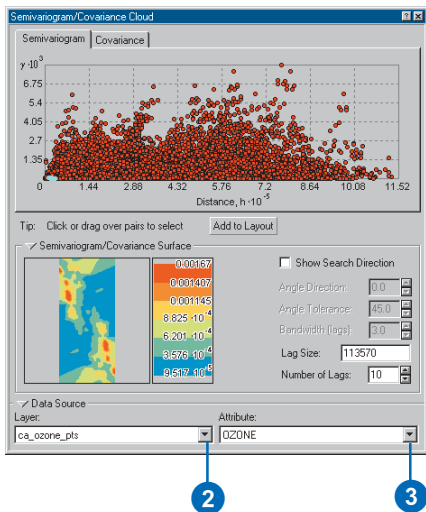 Semivariogram/Covariance Cloud
Semivariogram Covariance
γ·10³
6.75
5.4
4.05
2.7
1.35
0 1.44 2.88 4.32 5.76 7.2 8.64 10.08 11.52
Distance, h·10⁻⁵
Tip: Click or drag over pairs to select Add to Layout
Semivariogram/Covariance Surface
0.00167
0.001407
0.001145
8.825·10⁻⁴
6.201·10⁻⁴
3.576·10⁻⁴
9.517·10⁻⁵
Show Search Direction
Angle Direction: 0.0
Angle Tolerance: 45.0
Bandwidth (lags): 3.0
Lag Size: 113570
Number of Lags: 10
Data Source
Layer: Attribute:
ca_ozone_pts OZONE
2 3